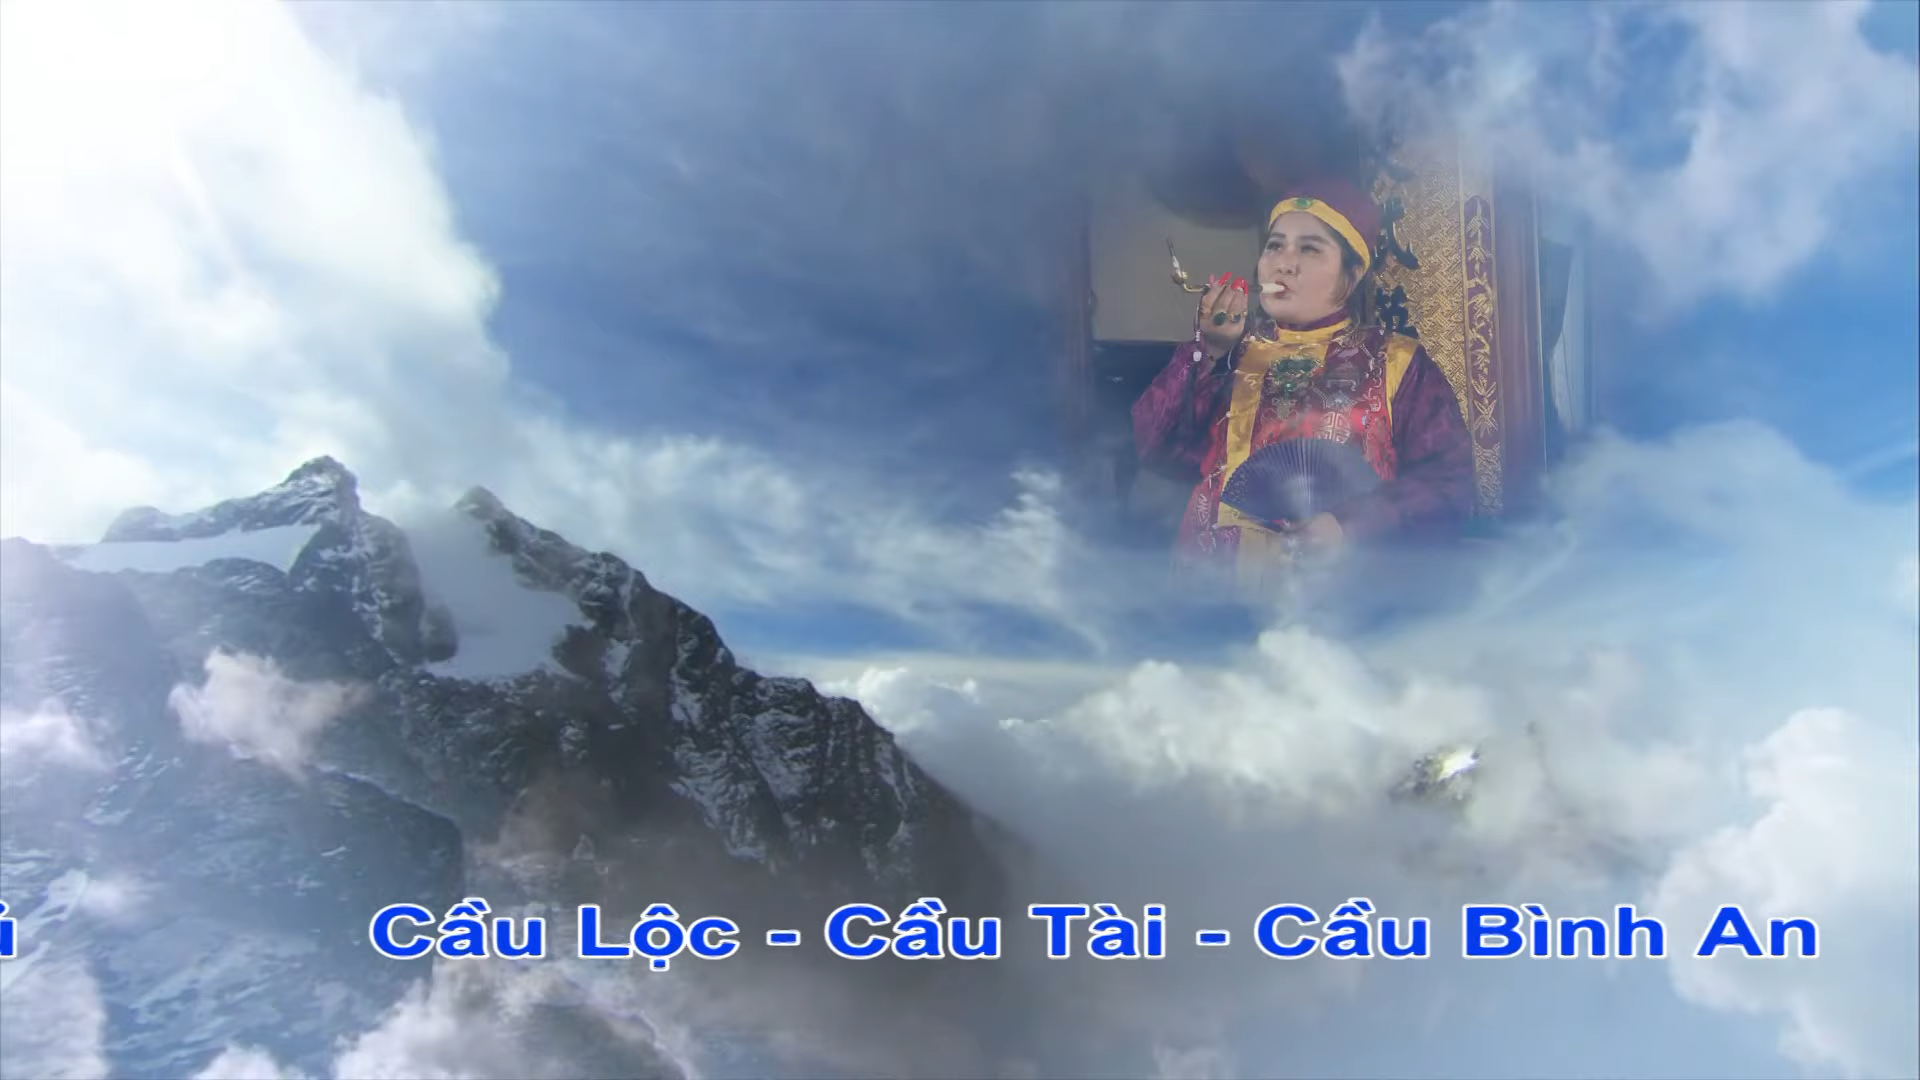 Cầu Lộc - Cầu Tài - Cầu Bình An